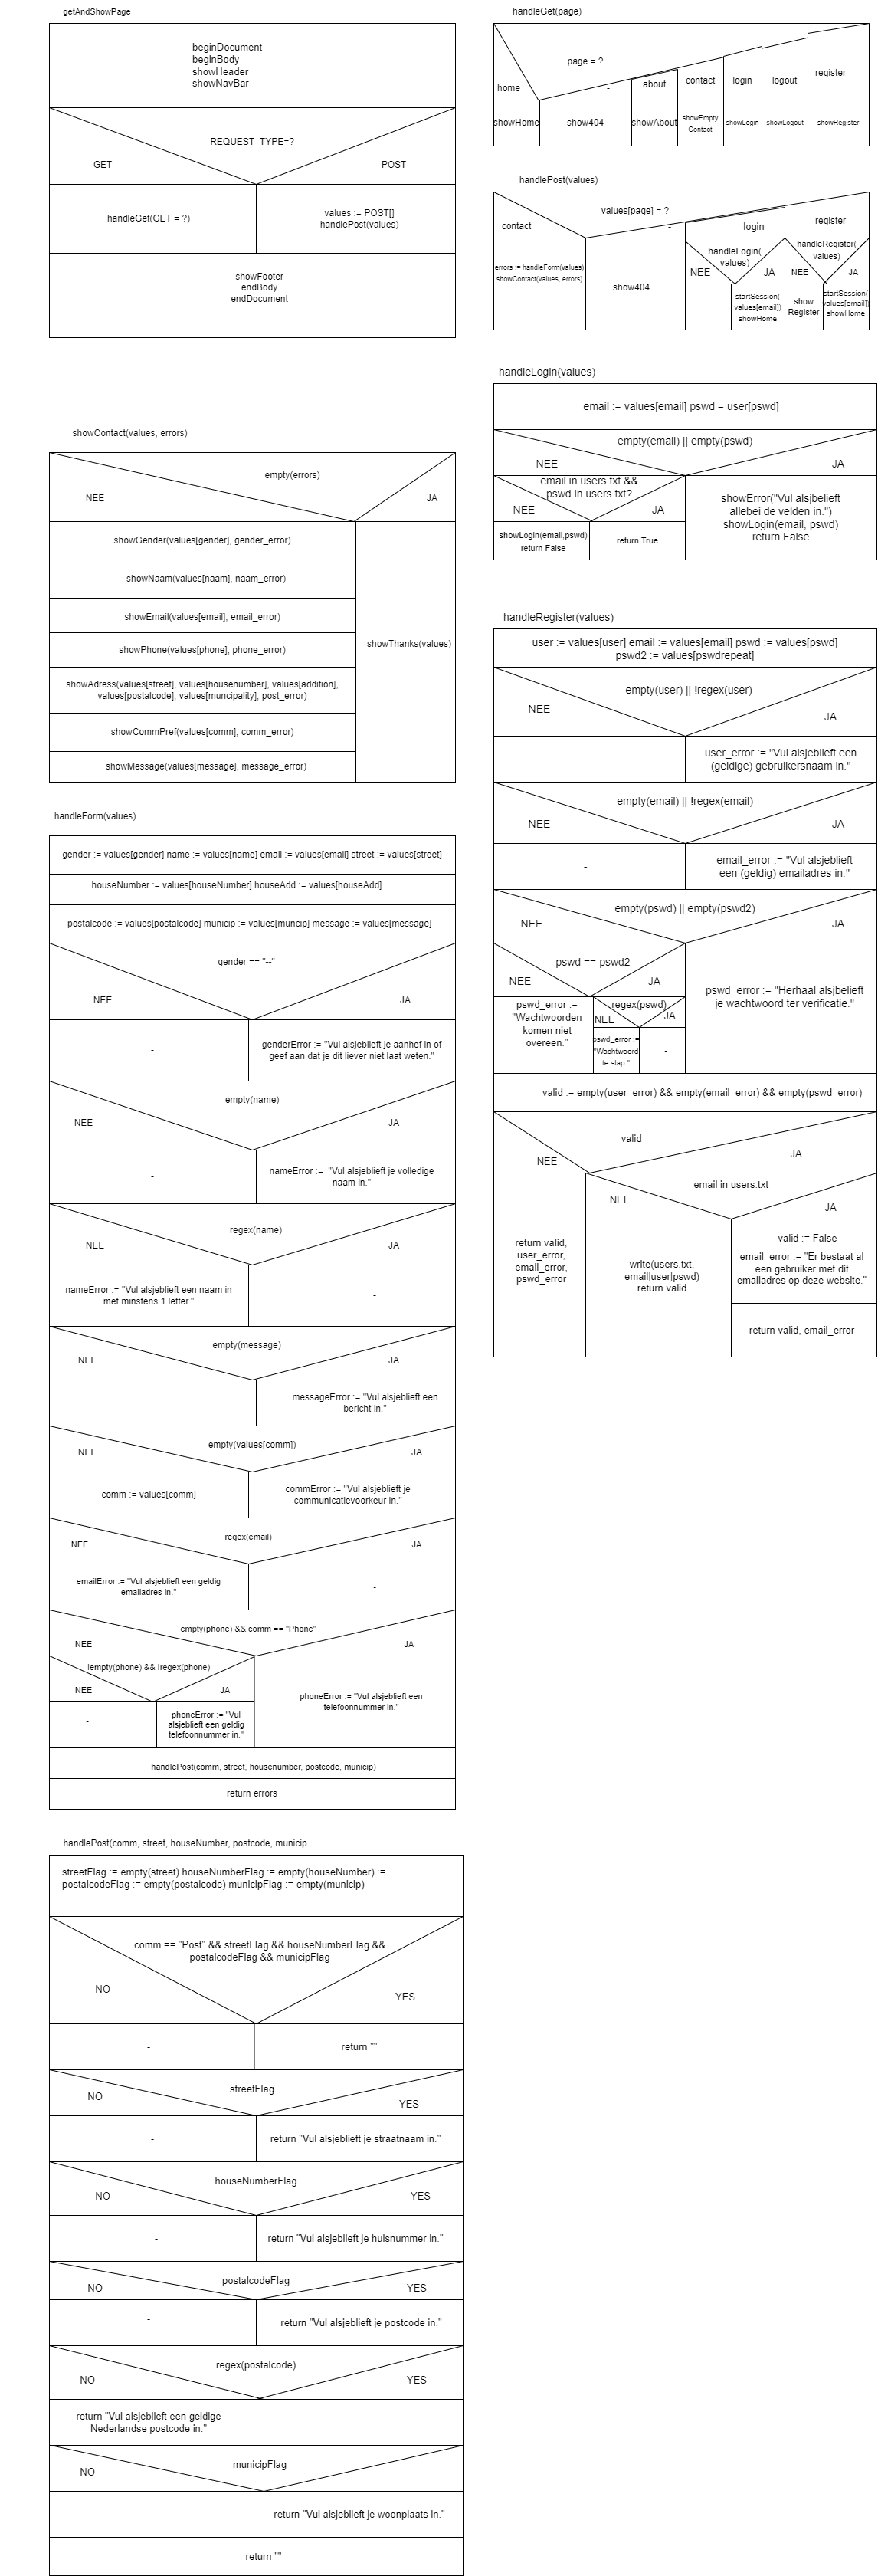 getAndShowPage
beginDocument
beginBody
showHeader
showNavBar
REQUEST_TYPE=?
GET
POST
handleGet(GET = ?)
values := POST[]
handlePost(values)
showFooter
endBody
endDocument
showContact(values, errors)
empty(errors)
NEE
JA
showGender(values[gender], gender_error)
showNaam(values[naam], naam_error)
showEmail(values[email], email_error)
showPhone(values[phone], phone_error)
showThanks(values)
showAdress(values[street], values[housenumber], values[addition],
values[postalcode], values[muncipality], post_error)
showCommPref(values[comm], comm_error)
showMessage(values[message], message_error)
handleForm(values)
gender := values[gender] name := values[name] email := values[email] street := values[street]
houseNumber := values[houseNumber] houseAdd := values[houseAdd]
postalcode := values[postalcode] municip := values[muncip] message := values[message]
gender == "--"
NEE
JA
-
genderError := "Vul alsjeblieft je aanhef in of
geef aan dat je dit liever niet laat weten."
empty(name)
NEE
JA
-
nameError := "Vul alsjeblieft je volledige
naam in."
regex(name)
NEE
JA
nameError := "Vul alsjeblieft een naam in
met minstens 1 letter."
-
empty(message)
NEE
JA
-
messageError := "Vul alsjeblieft een
bericht in."
empty(values[comm])
NEE
JA
comm := values[comm]
commError := "Vul alsjeblieft je
communicatievoorkeur in."
regex(email)
NEE
JA
emailError := "Vul alsjeblieft een geldig
emailadres in."
-
empty(phone) && comm == "Phone"
NEE
JA
!empty(phone) && !regex(phone)
NEE
JA
-
phoneError := "Vul
alsjeblieft een geldig
telefoonnummer in."
phoneError := "Vul alsjeblieft een
telefoonnummer in."
handlePost(comm, street, housenumber, postcode, municip)
return errors
handlePost(comm, street, houseNumber, postcode, municip
streetFlag := empty(street) houseNumberFlag := empty(houseNumber) :=
postalcodeFlag := empty(postalcode) municipFlag := empty(municip)
comm == "Post" && streetFlag && houseNumberFlag &&
postalcodeFlag && municipFlag
NO
YES
-
return ""
streetFlag
NO
YES
-
return "Vul alsjeblieft je straatnaam in."
houseNumberFlag
NO
YES
-
return "Vul alsjeblieft je huisnummer in."
postalcodeFlag
NO
YES
-
return "Vul alsjeblieft je postcode in."
regex(postalcode)
NO
YES
return "Vul alsjeblieft een geldige
Nederlandse postcode in."
-
municipFlag
NO
-
return "Vul alsjeblieft je woonplaats in."
return ""
handleGet(page)
page = ?
home
-
about
contact
login
logout
register
showHome
show404
showAbout
showEmpty
Contact
showLogin
showLogout
showRegister
handlePost(values)
values[page] = ?
contact
-
login
register
errors := handleForm(values)
showContact(values, errors)
show404
handleLogin(
values)
NEE
JA
handleRegister(
values)
NEE
JA
-
startSession(
values[email])
showHome
show
Register
startSession(
values[email])
showHome
handleLogin(values)
email := values[email] pswd = user[pswd]
empty(email) || empty(pswd)
NEE
JA
email in users.txt &&
pswd in users.txt?
NEE
JA
showLogin(email,pswd)
return False
return True
showError("Vul alsjbelieft
allebei de velden in.")
showLogin(email, pswd)
return False
handleRegister(values)
user := values[user] email := values[email] pswd := values[pswd]
pswd2 := values[pswdrepeat]
empty(user) || !regex(user)
NEE
JA
-
user_error := "Vul alsjeblieft een
(geldige) gebruikersnaam in."
empty(email) || !regex(email)
NEE
JA
-
email_error := "Vul alsjeblieft
een (geldig) emailadres in."
empty(pswd) || empty(pswd2)
NEE
JA
pswd == pswd2
NEE
JA
pswd_error :=
"Wachtwoorden
komen niet
overeen."
regex(pswd)
NEE
JA
pswd_error :=
"Wachtwoord
te slap."
-
pswd_error := "Herhaal alsjbelieft
je wachtwoord ter verificatie."
valid := empty(user_error) && empty(email_error) && empty(pswd_error)
valid
NEE
JA
return valid,
user_error,
email_error,
pswd_error
email in users.txt
NEE
JA
write(users.txt,
email|user|pswd)
return valid
valid := False
email_error := "Er bestaat al
een gebruiker met dit
emailadres op deze website."
return valid, email_error